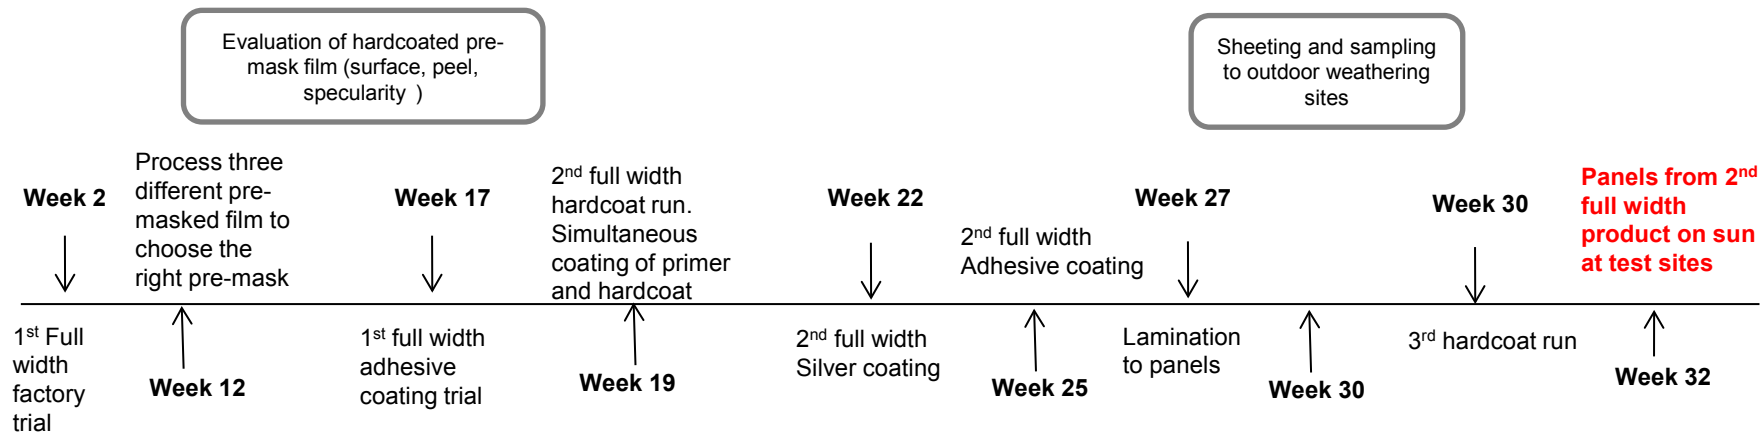 Evaluation of hardcoated pre-
mask film (surface, peel,
specularity )
Sheeting and sampling
to outdoor weathering
sites
Week 2
Process three
different pre-
masked film to
choose the
right pre-mask
Week 17
2nd full width
hardcoat run.
Simultaneous
coating of primer
and hardcoat
Week 22
2nd full width
Adhesive coating
Week 27
Week 30
Panels from 2nd
full width
product on sun
at test sites
1st Full
width
factory
trial
Week 12
1st full width
adhesive
coating trial
Week 19
2nd full width
Silver coating
Week 25
Lamination
to panels
Week 30
3rd hardcoat run
Week 32